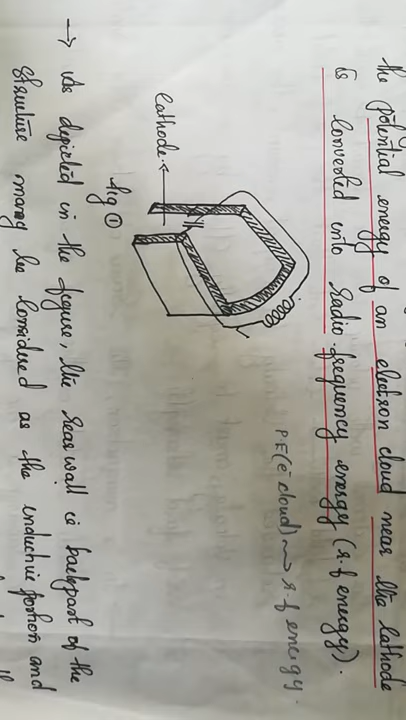 the potential energy of an electron cloud near the cathode
is converted into radio frequency energy (r.f energy).
PE(e⁻ cloud) ⟿ r.f energy.
Cathode ←
fig ①
→ As depicted in the figure, the rear wall ie backpart of the
structure may be considered as the inductive portion and